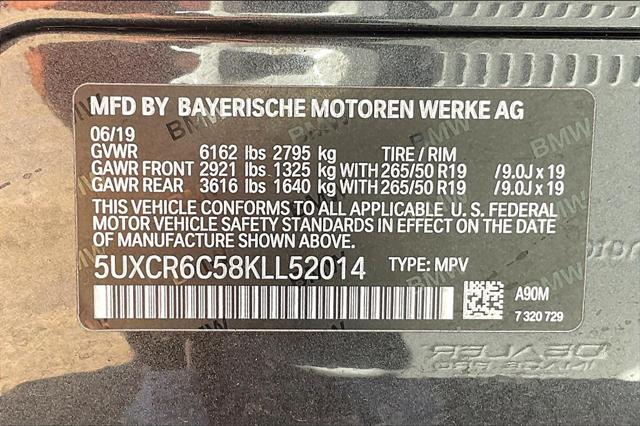 MFD BY BAYERISCHE MOTOREN WERKE AG
06/19
GVWR 6162 lbs 2795 kg TIRE / RIM
GAWR FRONT 2921 lbs 1325 kg WITH 265/50 R19 /9.0J x 19
GAWR REAR 3616 lbs 1640 kg WITH 265/50 R19 /9.0J x 19
THIS VEHICLE CONFORMS TO ALL APPLICABLE U. S. FEDERAL
MOTOR VEHICLE SAFETY STANDARDS IN EFFECT ON THE DATE
OF MANUFACTURE SHOWN ABOVE.
5UXCR6C58KLL52014 TYPE: MPV
A90M
7 320 729